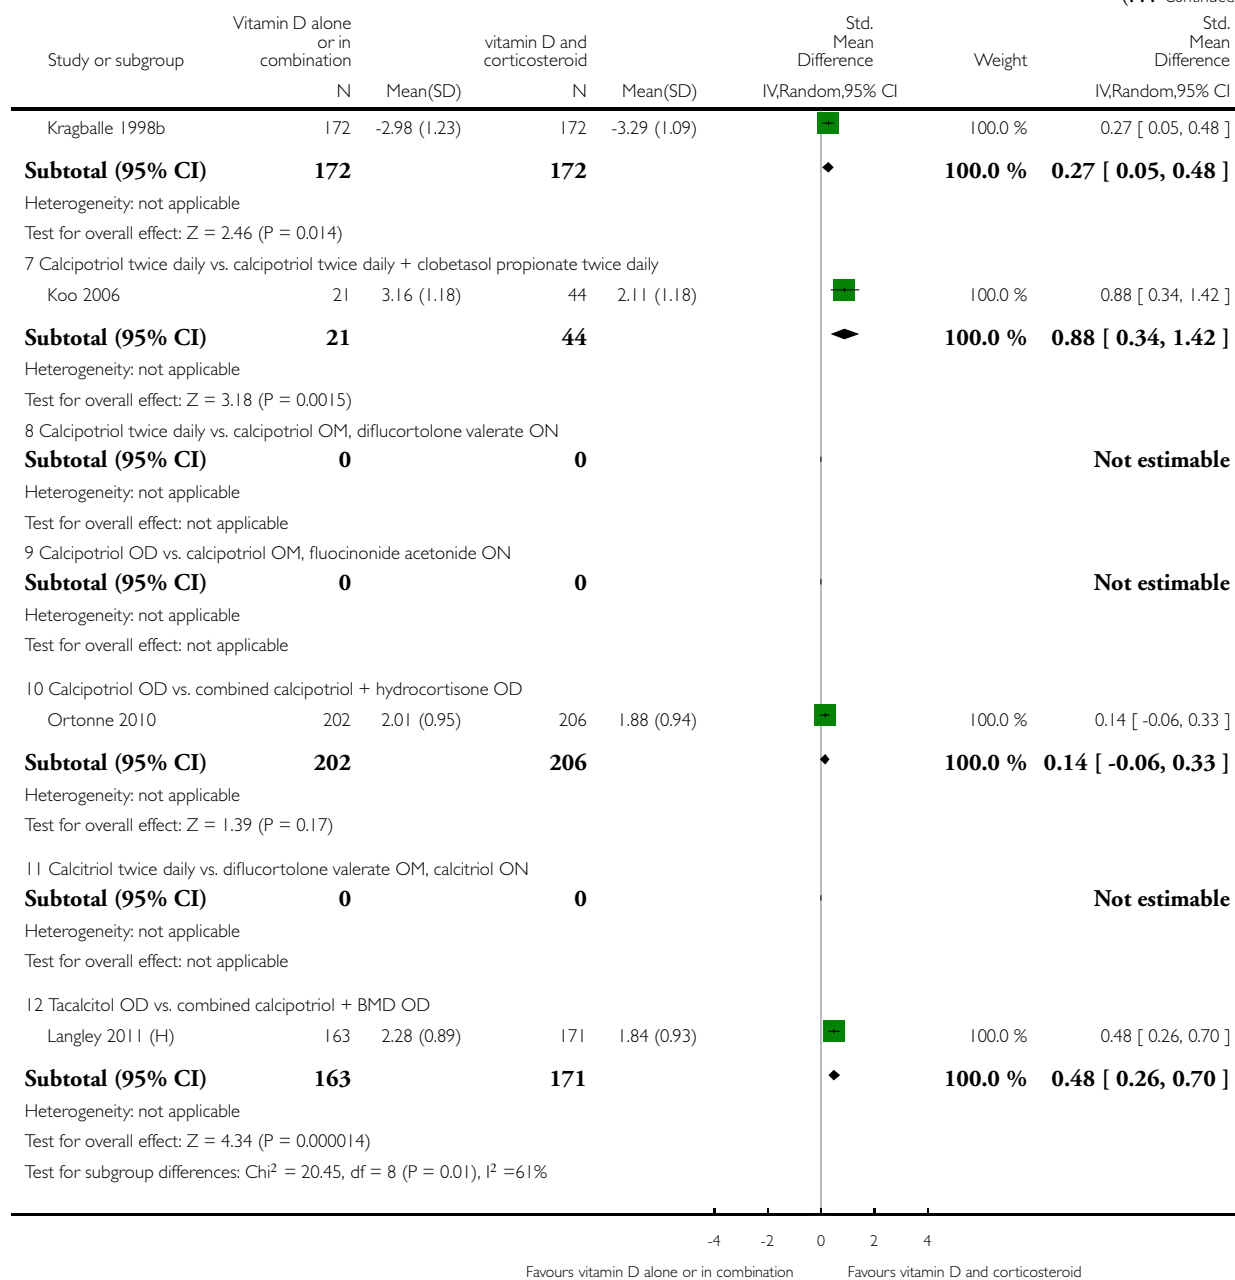 (... Continued
Vitamin D alone or in combination vitamin D and corticosteroid Std. Mean Difference Weight Std. Mean Difference
Study or subgroup
N Mean(SD) N Mean(SD) IV,Random,95% CI IV,Random,95% CI
Kragballe 1998b 172 -2.98 (1.23) 172 -3.29 (1.09) 100.0 % 0.27 [ 0.05, 0.48 ]
Subtotal (95% CI) 172 172 100.0 % 0.27 [ 0.05, 0.48 ]
Heterogeneity: not applicable
Test for overall effect: Z = 2.46 (P = 0.014)
7 Calcipotriol twice daily vs. calcipotriol twice daily + clobetasol propionate twice daily
Koo 2006 21 3.16 (1.18) 44 2.11 (1.18) 100.0 % 0.88 [ 0.34, 1.42 ]
Subtotal (95% CI) 21 44 100.0 % 0.88 [ 0.34, 1.42 ]
Heterogeneity: not applicable
Test for overall effect: Z = 3.18 (P = 0.0015)
8 Calcipotriol twice daily vs. calcipotriol OM, diflucortolone valerate ON
Subtotal (95% CI) 0 0 Not estimable
Heterogeneity: not applicable
Test for overall effect: not applicable
9 Calcipotriol OD vs. calcipotriol OM, fluocinonide acetonide ON
Subtotal (95% CI) 0 0 Not estimable
Heterogeneity: not applicable
Test for overall effect: not applicable
10 Calcipotriol OD vs. combined calcipotriol + hydrocortisone OD
Ortonne 2010 202 2.01 (0.95) 206 1.88 (0.94) 100.0 % 0.14 [ -0.06, 0.33 ]
Subtotal (95% CI) 202 206 100.0 % 0.14 [ -0.06, 0.33 ]
Heterogeneity: not applicable
Test for overall effect: Z = 1.39 (P = 0.17)
11 Calcitriol twice daily vs. diflucortolone valerate OM, calcitriol ON
Subtotal (95% CI) 0 0 Not estimable
Heterogeneity: not applicable
Test for overall effect: not applicable
12 Tacalcitol OD vs. combined calcipotriol + BMD OD
Langley 2011 (H) 163 2.28 (0.89) 171 1.84 (0.93) 100.0 % 0.48 [ 0.26, 0.70 ]
Subtotal (95% CI) 163 171 100.0 % 0.48 [ 0.26, 0.70 ]
Heterogeneity: not applicable
Test for overall effect: Z = 4.34 (P = 0.000014)
Test for subgroup differences: Chi² = 20.45, df = 8 (P = 0.01), I² =61%
-4 -2 0 2 4
Favours vitamin D alone or in combination Favours vitamin D and corticosteroid